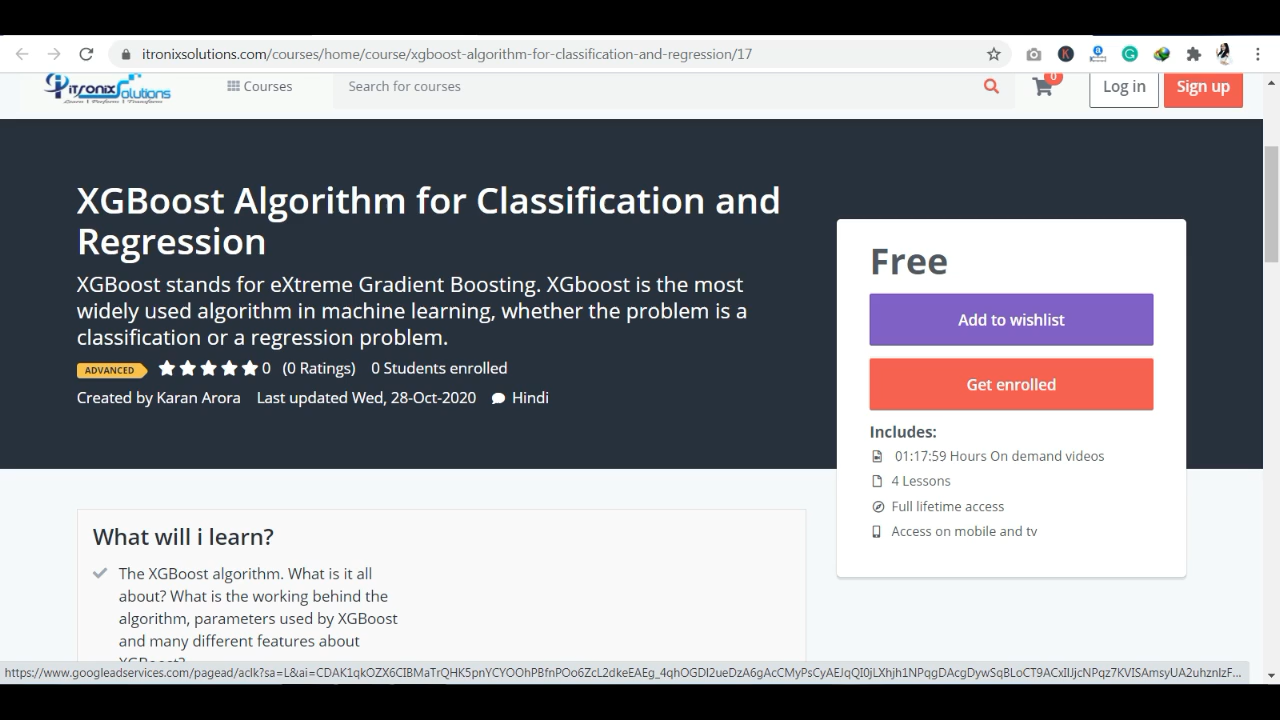 itronixsolutions.com/courses/home/course/xgboost-algorithm-for-classification-and-regression/17
itronix Solutions
Learn | Perform | Transform
Courses
Search for courses
0
Log in
Sign up
XGBoost Algorithm for Classification and
Regression
XGBoost stands for eXtreme Gradient Boosting. XGboost is the most
widely used algorithm in machine learning, whether the problem is a
classification or a regression problem.
ADVANCED 0 (0 Ratings) 0 Students enrolled
Created by Karan Arora Last updated Wed, 28-Oct-2020 Hindi
Free
Add to wishlist
Get enrolled
Includes:
01:17:59 Hours On demand videos
4 Lessons
Full lifetime access
Access on mobile and tv
What will i learn?
The XGBoost algorithm. What is it all
about? What is the working behind the
algorithm, parameters used by XGBoost
and many different features about
XGBoost?